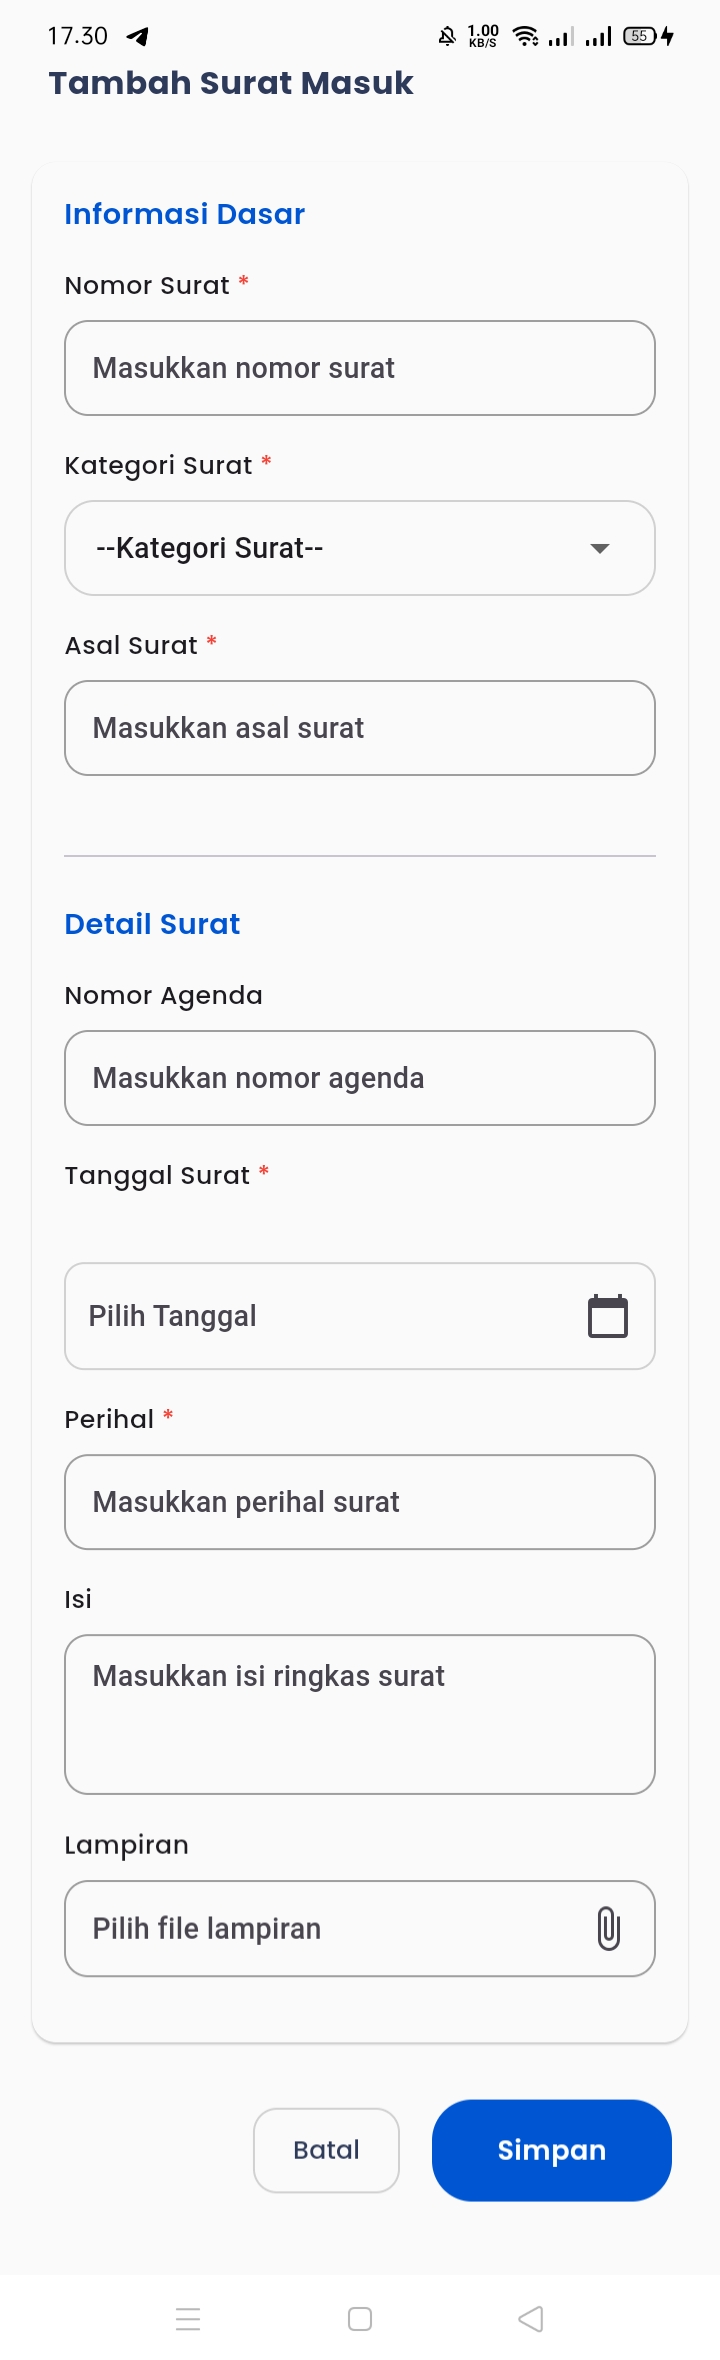 17.30
1.00
KB/S
55
Tambah Surat Masuk
Informasi Dasar
Nomor Surat *
Masukkan nomor surat
Kategori Surat *
--Kategori Surat--
Asal Surat *
Masukkan asal surat
Detail Surat
Nomor Agenda
Masukkan nomor agenda
Tanggal Surat *
Pilih Tanggal
Perihal *
Masukkan perihal surat
Isi
Masukkan isi ringkas surat
Lampiran
Pilih file lampiran
Batal
Simpan